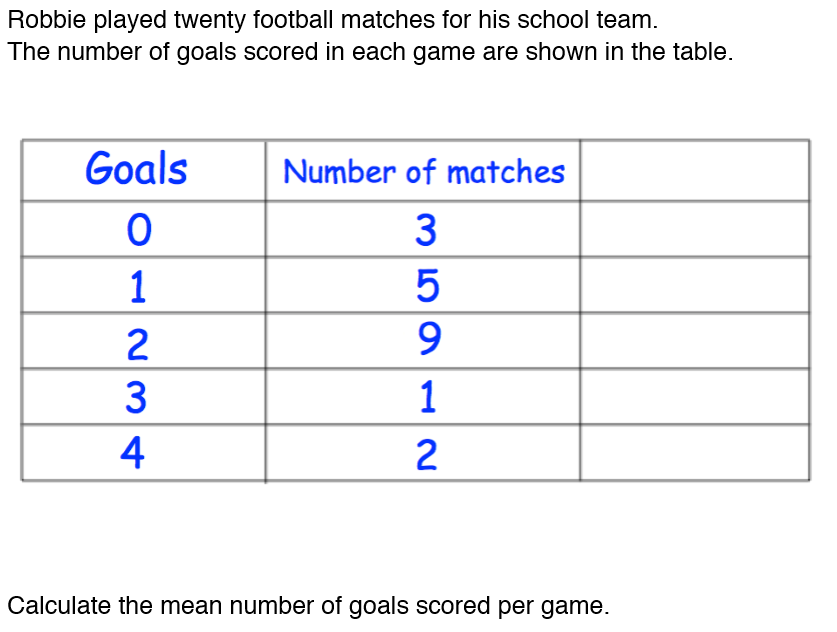 Robbie played twenty football matches for his school team.
The number of goals scored in each game are shown in the table.
Goals Number of matches
0 3
1 5
2 9
3 1
4 2
Calculate the mean number of goals scored per game.